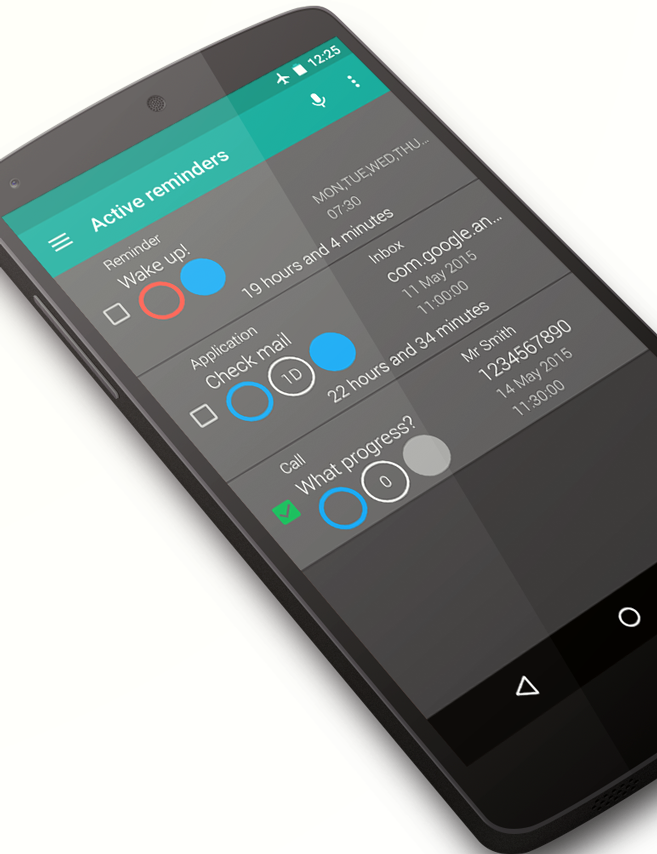 12:25
Active reminders
Reminder
Wake up!
MON,TUE,WED,THU...
07:30
19 hours and 4 minutes
Application
Check mail
1D
Inbox
com.google.an...
11 May 2015
11:00:00
22 hours and 34 minutes
Call
What progress?
0
Mr Smith
1234567890
14 May 2015
11:30:00